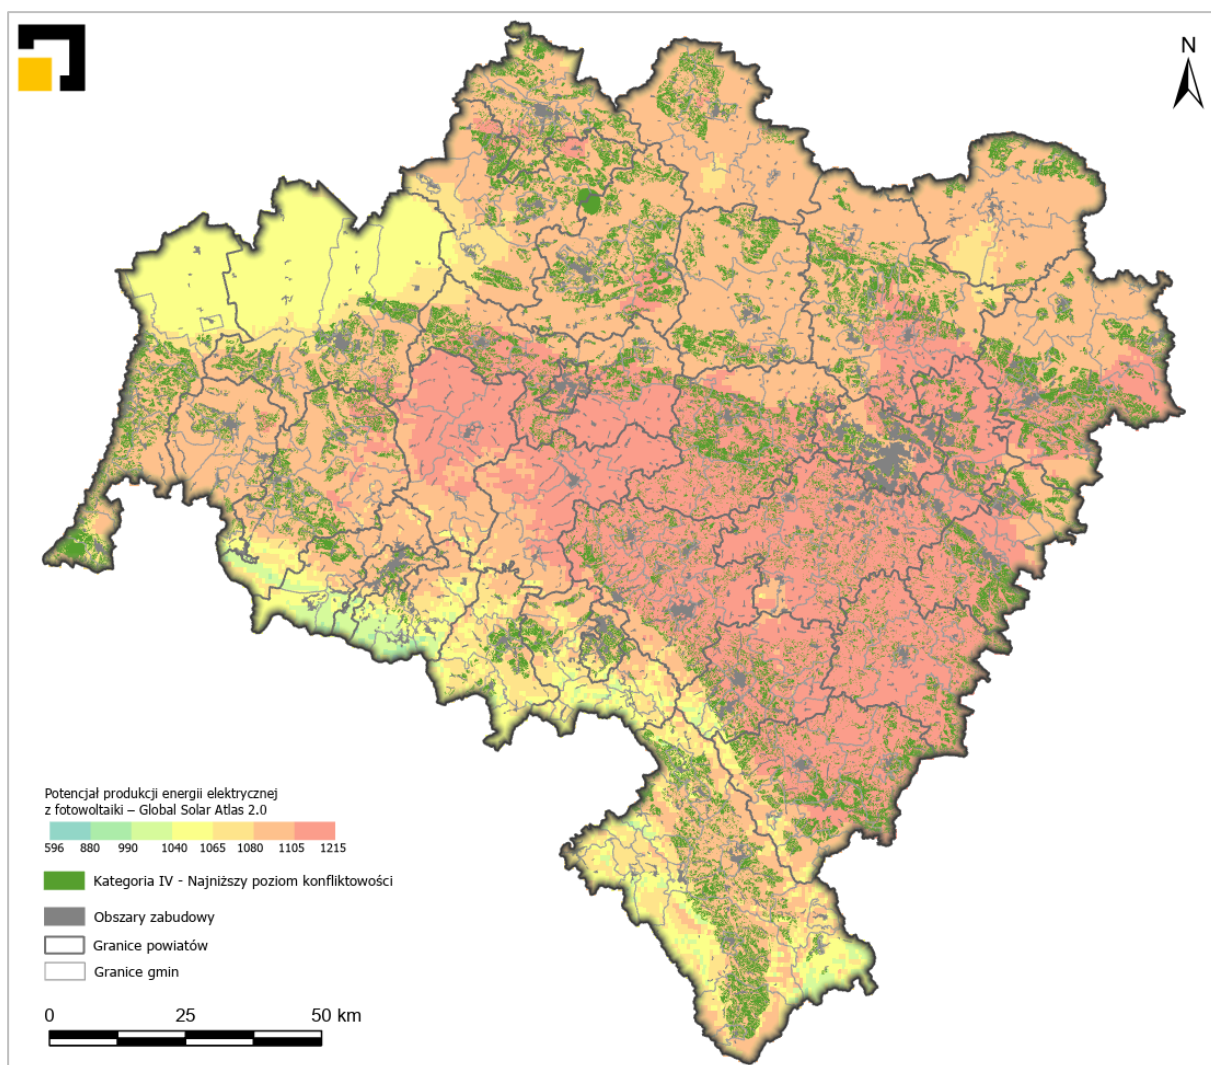 N
Potencjał produkcji energii elektrycznej
z fotowoltaiki – Global Solar Atlas 2.0
596 880 990 1040 1065 1080 1105 1215
Kategoria IV - Najniższy poziom konfliktowości
Obszary zabudowy
Granice powiatów
Granice gmin
0 25 50 km